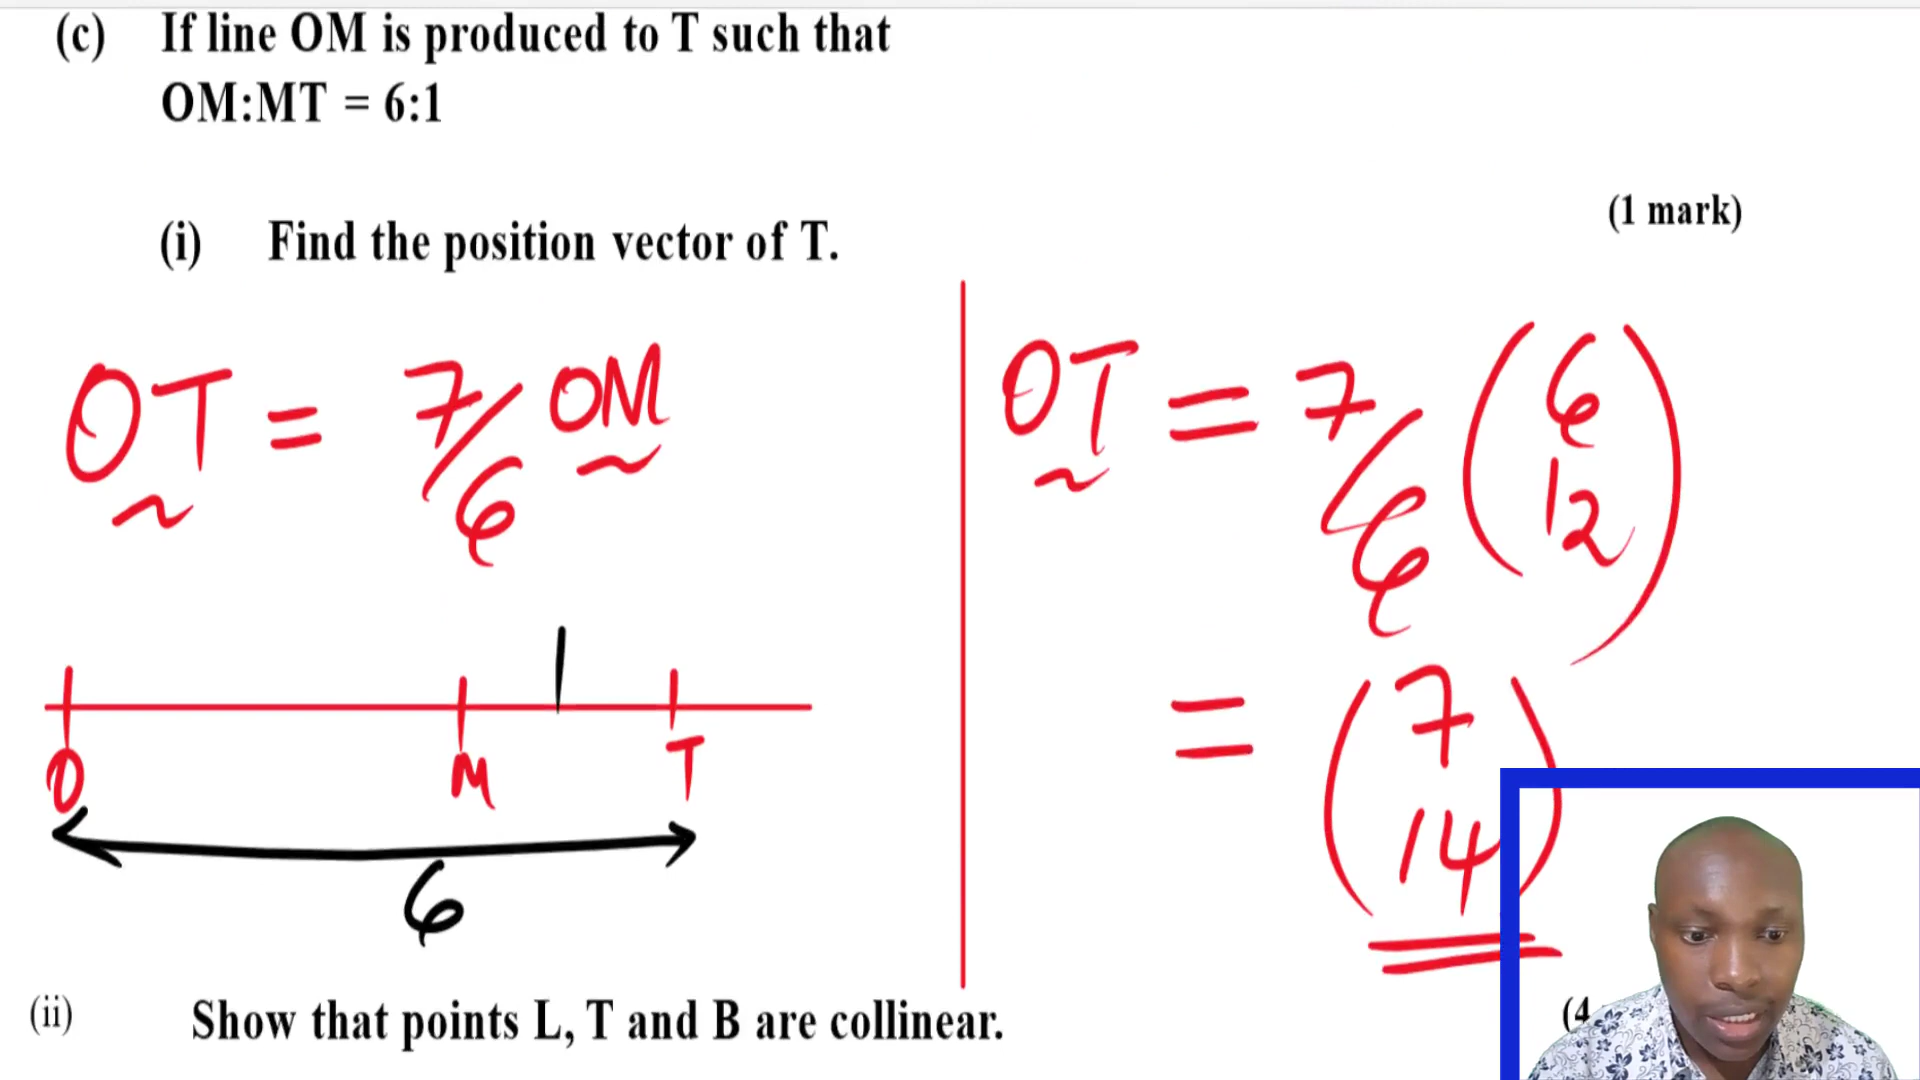 (c) If line OM is produced to T such that
OM:MT = 6:1
(1 mark)
(i) Find the position vector of T.
OT = 7/6 OM
O M T
1
6
OT = 7/6 (6 12)
= (7 14)
(ii) Show that points L, T and B are collinear. (4